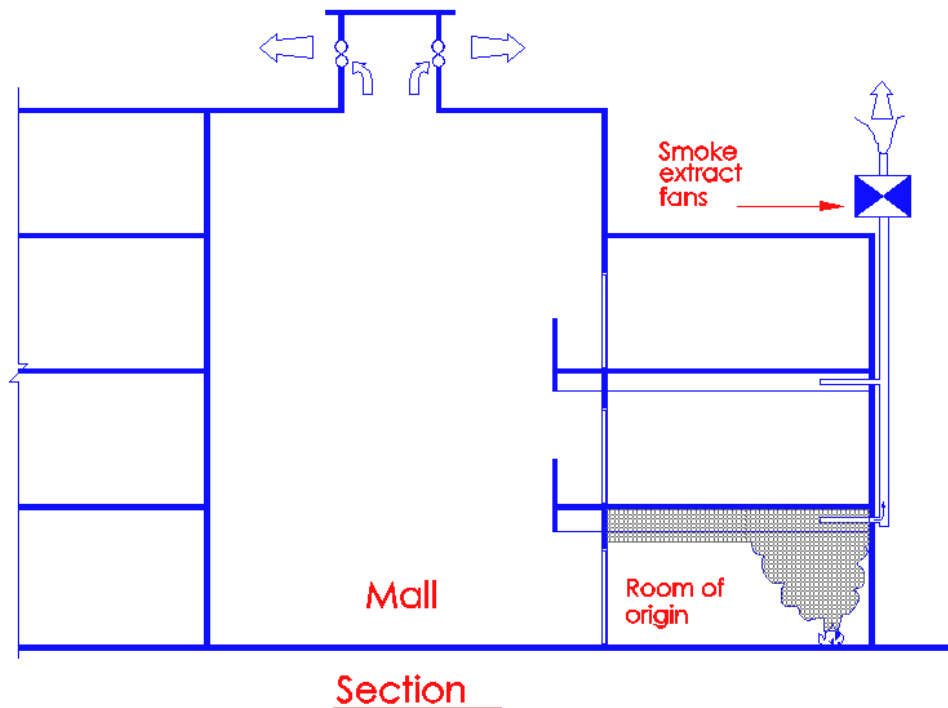 Smoke
extract
fans
Mall
Room of
origin
Section